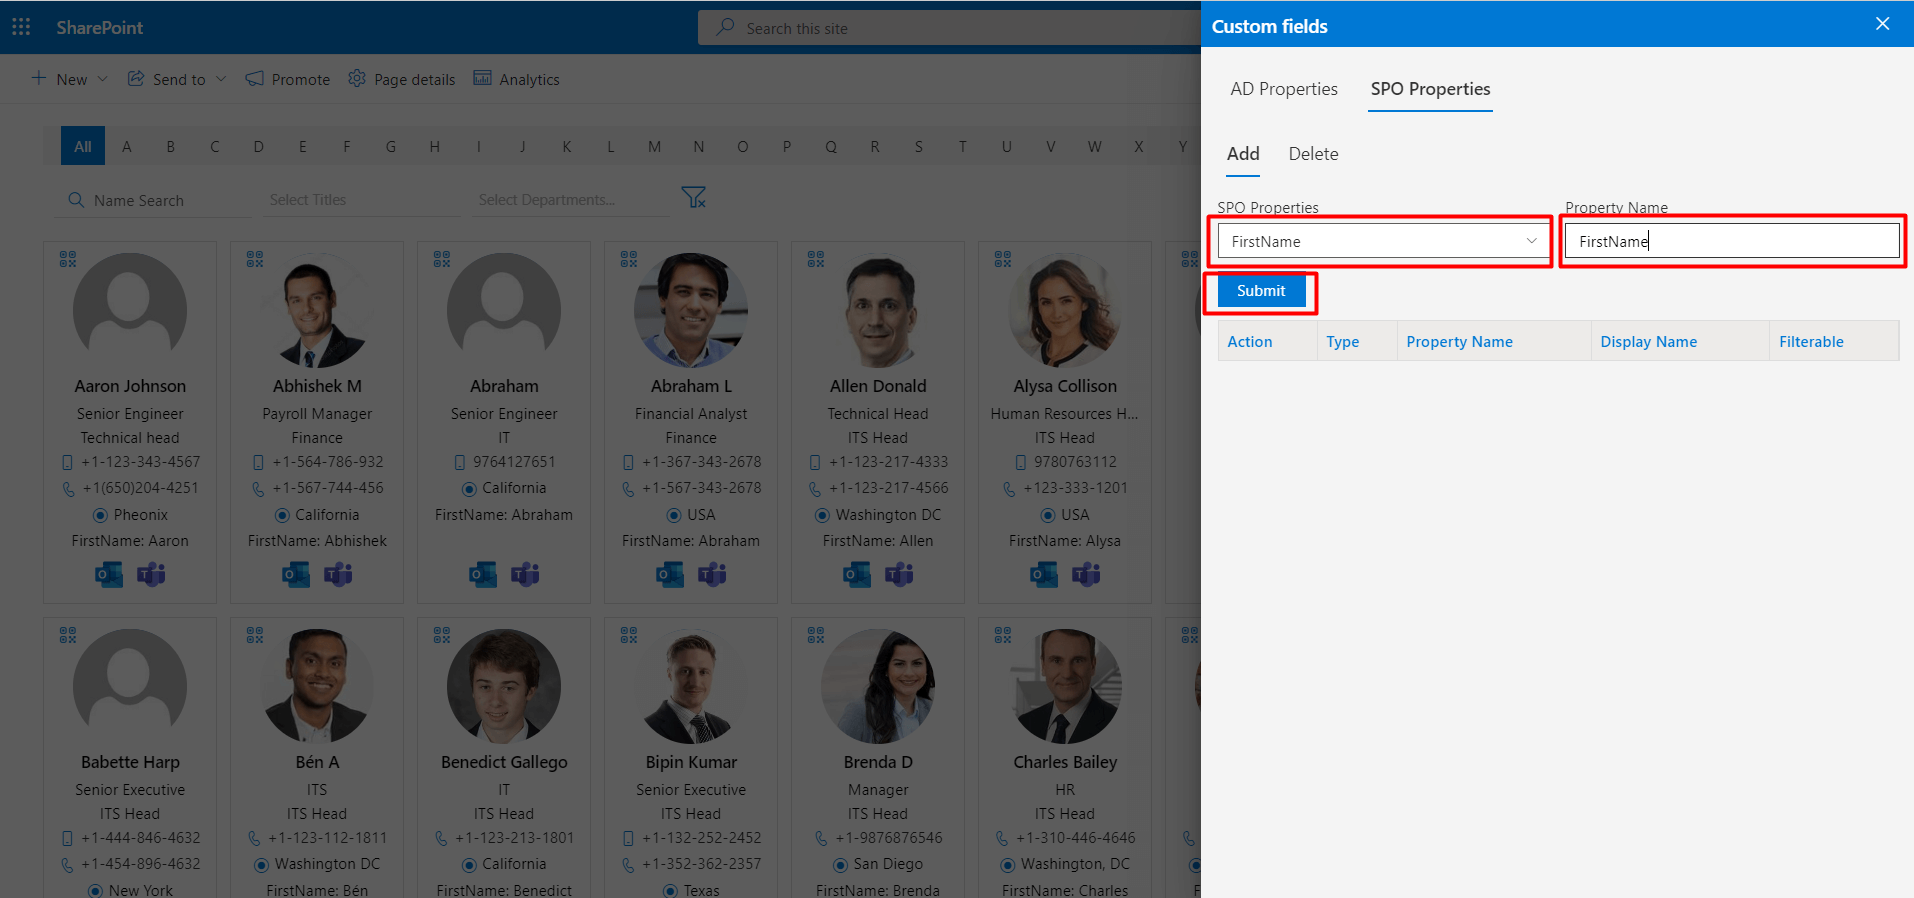 SharePoint
Search this site
Custom fields
New
Send to
Promote
Page details
Analytics
AD Properties
SPO Properties
All A B C D E F G H I J K L M N O P Q R S T U V W X Y
Add
Delete
Name Search
Select Titles
Select Departments...
SPO Properties
Property Name
FirstName
FirstName
Submit
Action
Type
Property Name
Display Name
Filterable
Aaron Johnson
Senior Engineer
Technical head
+1-123-343-4567
+1(650)204-4251
Pheonix
FirstName: Aaron
Abhishek M
Payroll Manager
Finance
+1-564-786-932
+1-567-744-456
California
FirstName: Abhishek
Abraham
Senior Engineer
IT
9764127651
California
FirstName: Abraham
Abraham L
Financial Analyst
Finance
+1-367-343-2678
+1-567-343-2678
USA
FirstName: Abraham
Allen Donald
Technical Head
ITS Head
+1-123-217-4333
+1-123-217-4566
Washington DC
FirstName: Allen
Alysa Collison
Human Resources H...
ITS Head
9780763112
+123-333-1201
USA
FirstName: Alysa
Babette Harp
Senior Executive
ITS Head
+1-444-846-4632
+1-454-896-4632
New York
Bén A
ITS
ITS Head
+1-123-112-1811
Washington DC
FirstName: Bén
Benedict Gallego
IT
ITS Head
+1-123-213-1801
California
FirstName: Benedict
Bipin Kumar
Senior Executive
ITS Head
+1-132-252-2452
+1-352-362-2357
Texas
Brenda D
Manager
ITS Head
+1-9876876546
San Diego
FirstName: Brenda
Charles Bailey
HR
ITS Head
+1-310-446-4646
Washington, DC
FirstName: Charles
F